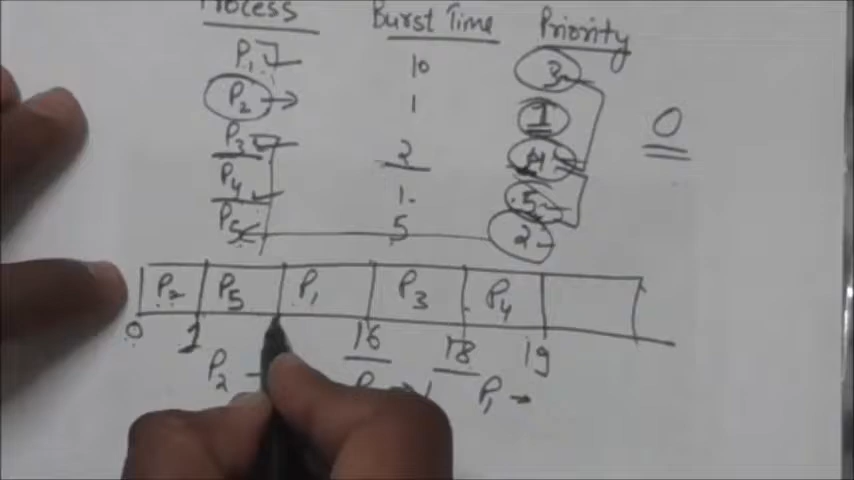 Process Burst Time Priority
P1 10 3
P2 1 1 0
P3 2 4
P4 1 5
P5 5 2
P2 P5 P1 P3 P4
0 1 16 18 19
P2 P1 →